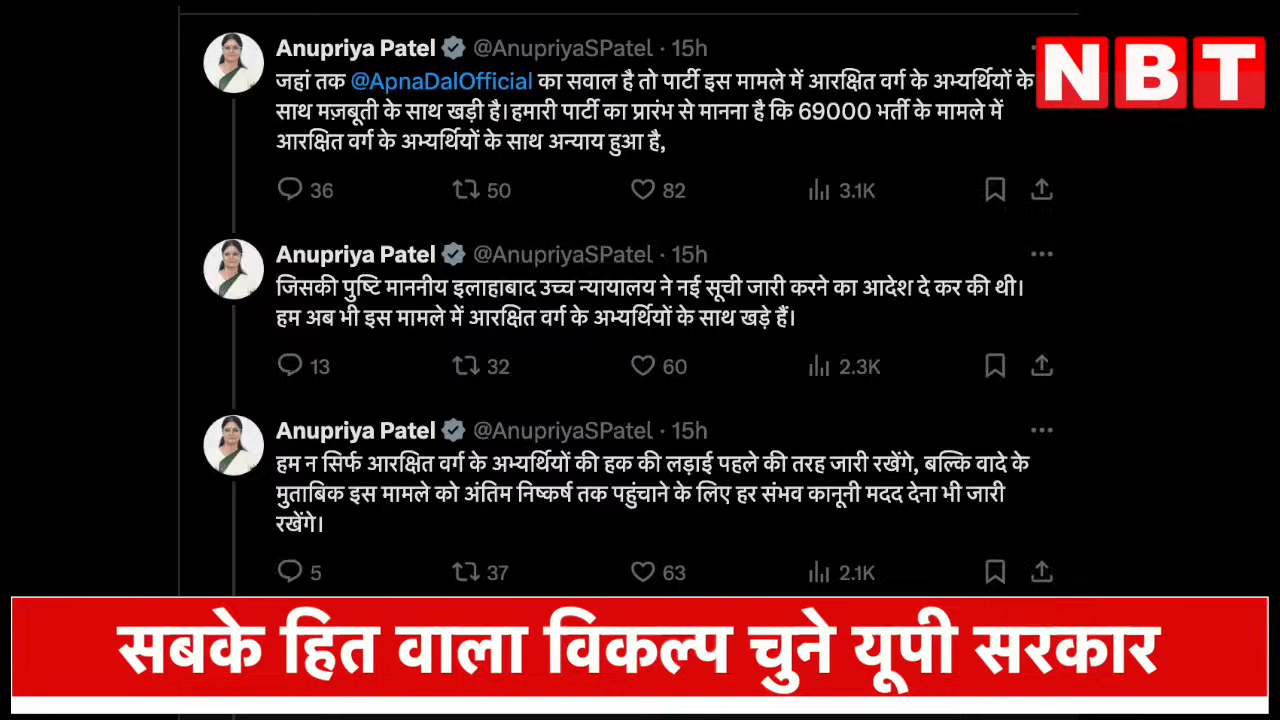 Anupriya Patel @AnupriyaSPatel · 15h
NBT
जहां तक @ApnaDalOfficial का सवाल है तो पार्टी इस मामले में आरक्षित वर्ग के अभ्यर्थियों के
साथ मज़बूती के साथ खड़ी है।हमारी पार्टी का प्रारंभ से मानना है कि 69000 भर्ती के मामले में
आरक्षित वर्ग के अभ्यर्थियों के साथ अन्याय हुआ है,
36 50 82 3.1K
Anupriya Patel @AnupriyaSPatel · 15h
जिसकी पुष्टि माननीय इलाहाबाद उच्च न्यायालय ने नई सूची जारी करने का आदेश दे कर की थी।
हम अब भी इस मामले में आरक्षित वर्ग के अभ्यर्थियों के साथ खड़े हैं।
13 32 60 2.3K
Anupriya Patel @AnupriyaSPatel · 15h
हम न सिर्फ आरक्षित वर्ग के अभ्यर्थियों की हक की लड़ाई पहले की तरह जारी रखेंगे, बल्कि वादे के
मुताबिक इस मामले को अंतिम निष्कर्ष तक पहुंचाने के लिए हर संभव कानूनी मदद देना भी जारी
रखेंगे।
5 37 63 2.1K
सबके हित वाला विकल्प चुने यूपी सरकार